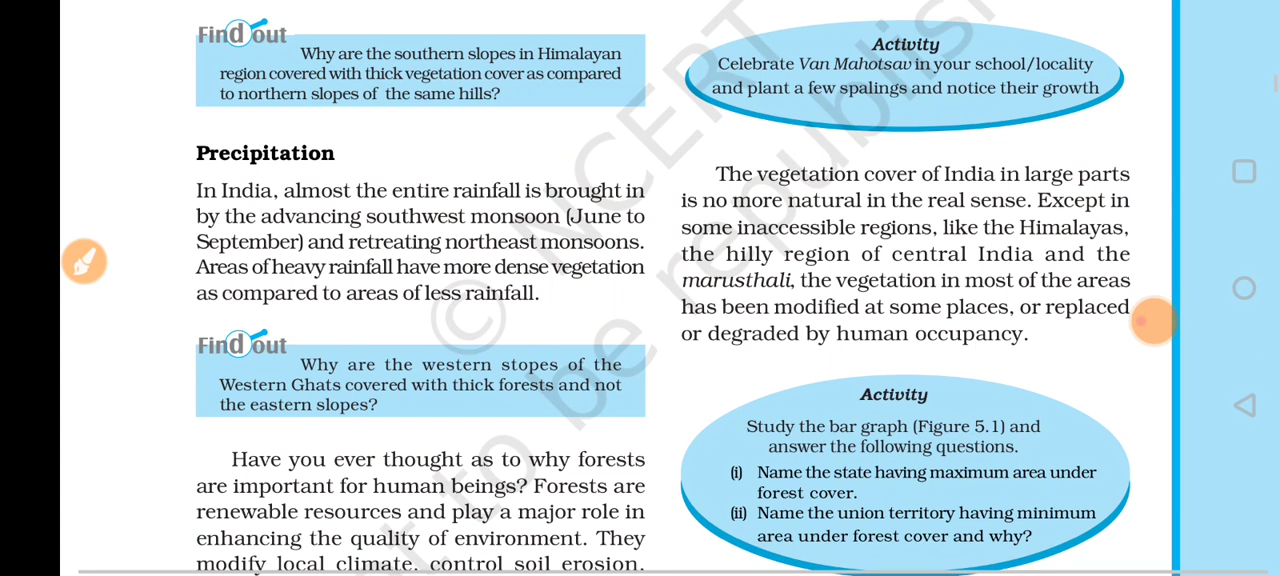 Find out
Why are the southern slopes in Himalayan
region covered with thick vegetation cover as compared
to northern slopes of the same hills?
Precipitation
In India, almost the entire rainfall is brought in
by the advancing southwest monsoon (June to
September) and retreating northeast monsoons.
Areas of heavy rainfall have more dense vegetation
as compared to areas of less rainfall.
Find out
Why are the western stopes of the
Western Ghats covered with thick forests and not
the eastern slopes?
Have you ever thought as to why forests
are important for human beings? Forests are
renewable resources and play a major role in
enhancing the quality of environment. They
modify local climate, control soil erosion,
Activity
Celebrate Van Mahotsav in your school/locality
and plant a few spalings and notice their growth
The vegetation cover of India in large parts
is no more natural in the real sense. Except in
some inaccessible regions, like the Himalayas,
the hilly region of central India and the
marusthali, the vegetation in most of the areas
has been modified at some places, or replaced
or degraded by human occupancy.
Activity
Study the bar graph (Figure 5.1) and
answer the following questions.
(i) Name the state having maximum area under
forest cover.
(ii) Name the union territory having minimum
area under forest cover and why?
© NCERT
not to be republish